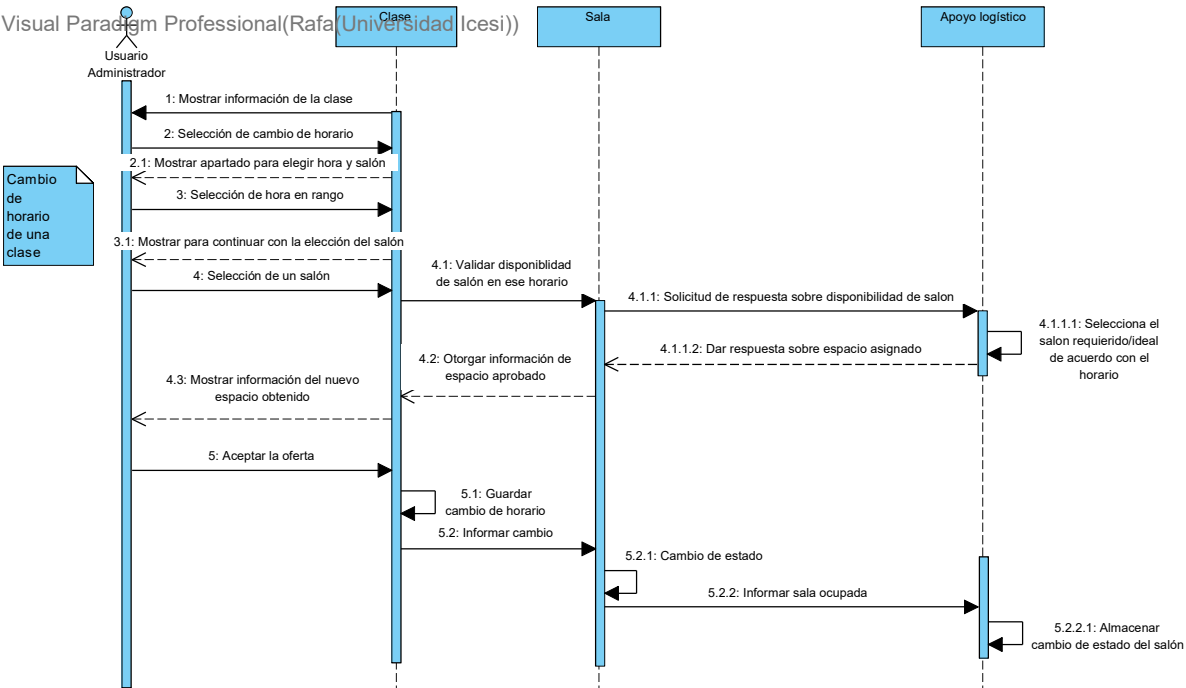 Visual Paradigm Professional(Rafa(Universidad Icesi))
Clase
Sala
Apoyo logístico
Usuario
Administrador
1: Mostrar información de la clase
2: Selección de cambio de horario
2.1: Mostrar apartado para elegir hora y salón
Cambio
de
horario
de una
clase
3: Selección de hora en rango
3.1: Mostrar para continuar con la elección del salón
4: Selección de un salón
4.1: Validar disponiblidad
de salón en ese horario
4.1.1: Solicitud de respuesta sobre disponibilidad de salon
4.1.1.1: Selecciona el
salon requierido/ideal
de acuerdo con el
horario
4.1.1.2: Dar respuesta sobre espacio asignado
4.2: Otorgar información de
espacio aprobado
4.3: Mostrar información del nuevo
espacio obtenido
5: Aceptar la oferta
5.1: Guardar
cambio de horario
5.2: Informar cambio
5.2.1: Cambio de estado
5.2.2: Informar sala ocupada
5.2.2.1: Almacenar
cambio de estado del salón